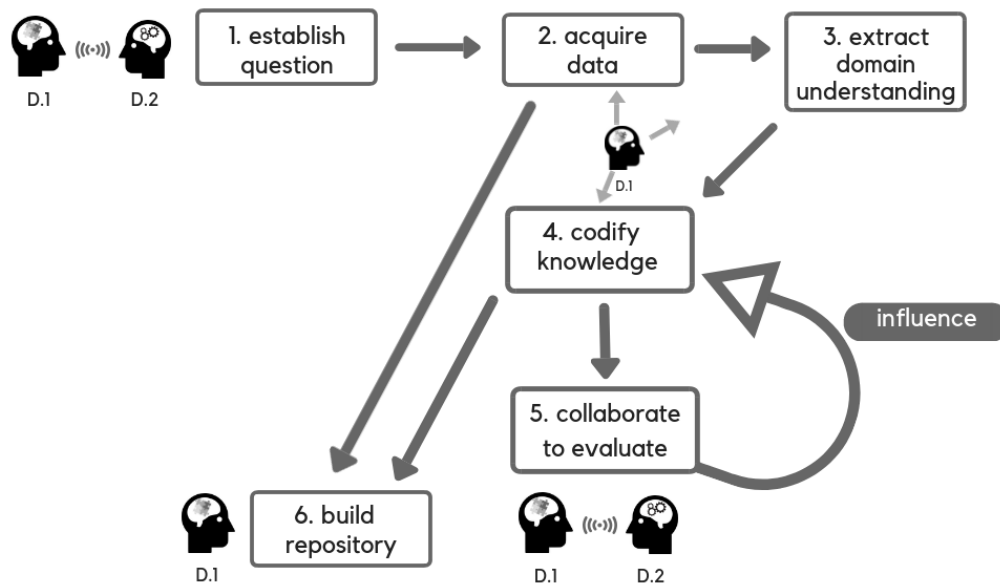 1. establish
question
2. acquire
data
3. extract
domain
understanding
D.1
D.2
D.1
4. codify
knowledge
influence
5. collaborate
to evaluate
6. build
repository
D.1
D.1
D.2